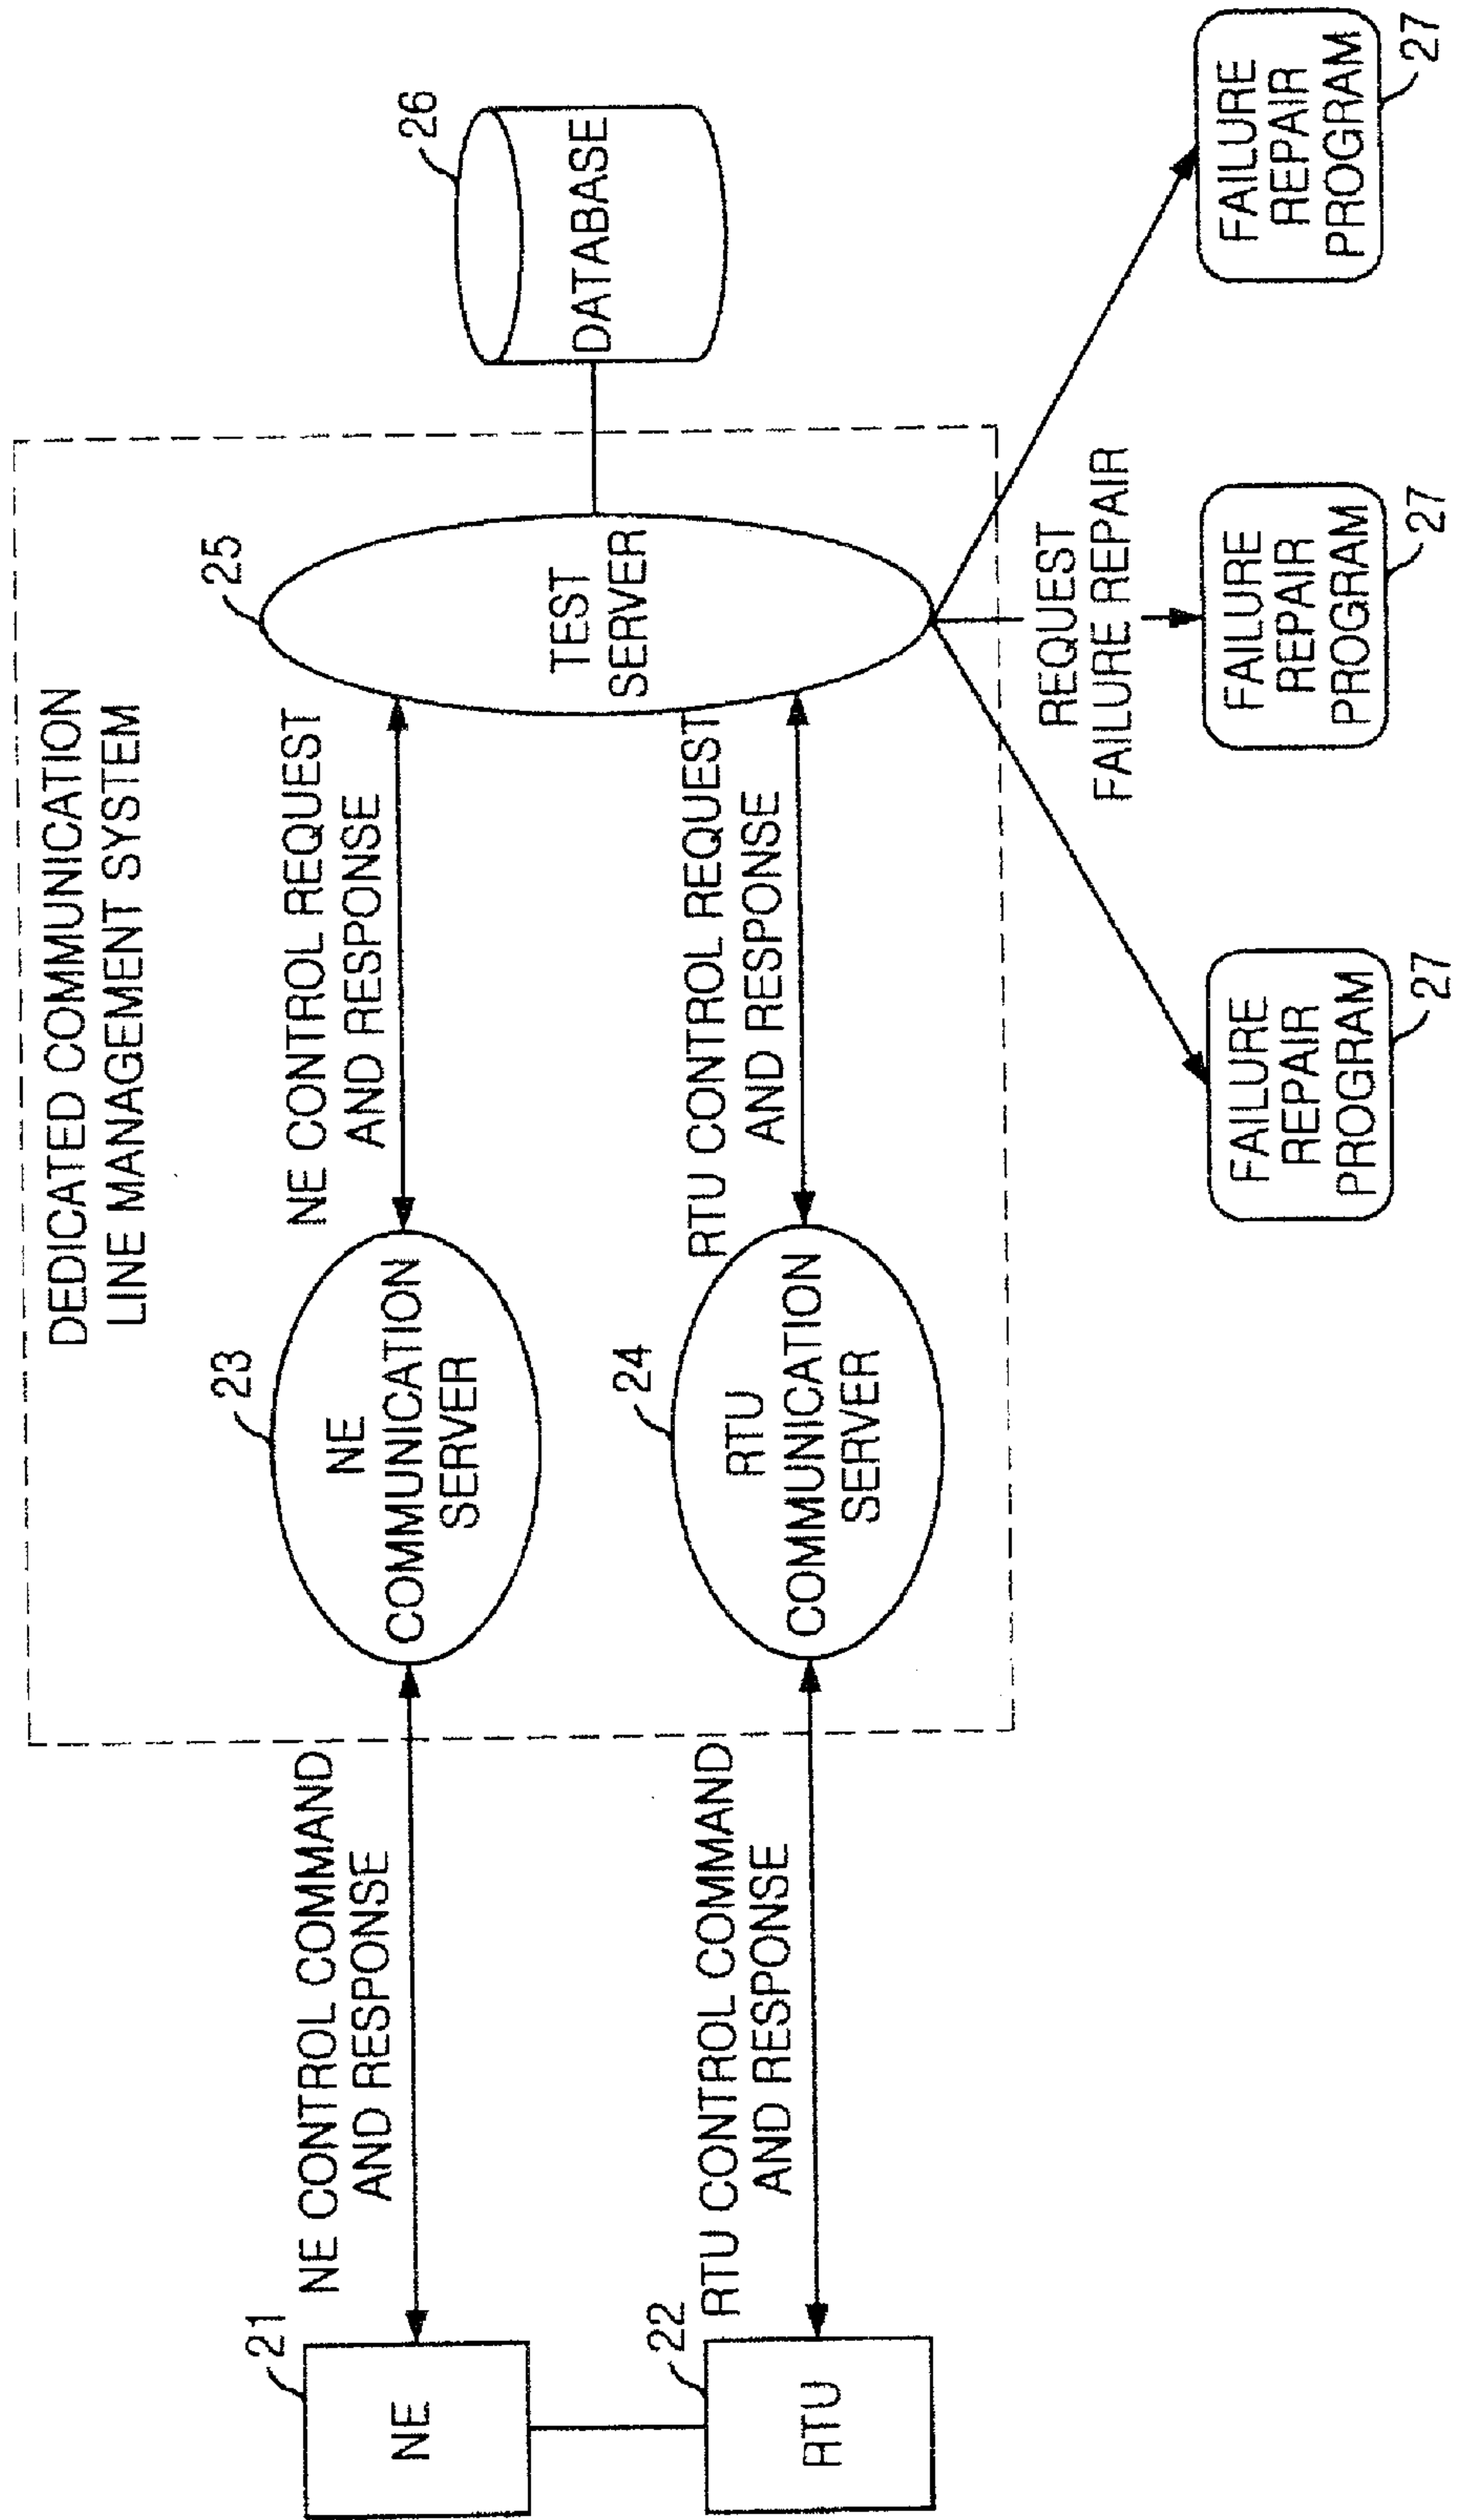 DEDICATED COMMUNICATION
LINE MANAGEMENT SYSTEM
21
NE
NE CONTROL COMMAND
AND RESPONSE
23
NE
COMMUNICATION
SERVER
NE CONTROL REQUEST
AND RESPONSE
25
TEST
SERVER
26
DATABASE
22
RTU
RTU CONTROL COMMAND
AND RESPONSE
24
RTU
COMMUNICATION
SERVER
RTU CONTROL REQUEST
AND RESPONSE
REQUEST
FAILURE REPAIR
FAILURE
REPAIR
PROGRAM
27
FAILURE
REPAIR
PROGRAM
27
FAILURE
REPAIR
PROGRAM
27